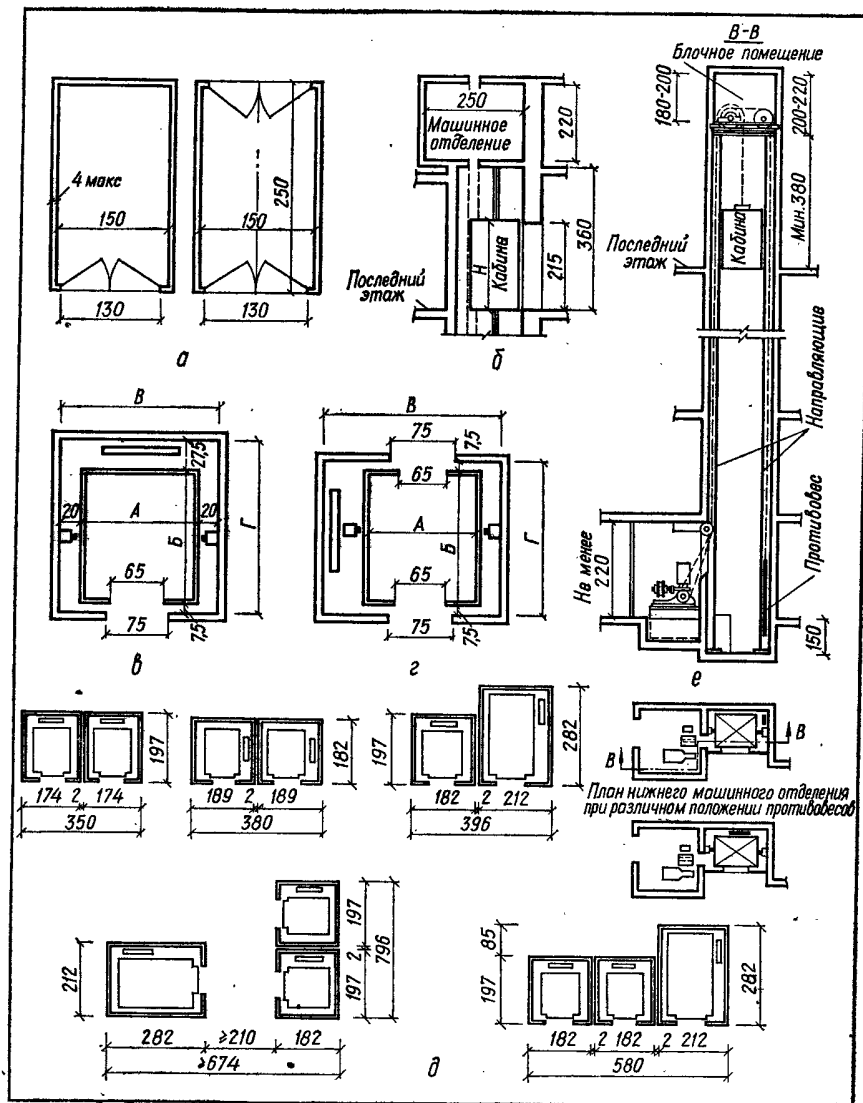 4 макс
150
130
150
250
130
а
250
Машинное
отделение
220
360
Н
Кабина
215
Последний
этаж
б
В-В
Блочное помещение
180-200
200-220
Мин.380
Кабина
Последний
этаж
Направляющие
Противовес
Не менее
220
150
е
В
27,5
20
А
20
Б
Г
65
75
7,5
в
В
75
7,5
65
А
Б
Г
65
75
7,5
г
197
174 2 174
350
182
189 2 189
380
197
282
182 2 212
396
В
В
План нижнего машинного отделения
при различном положении противовесов
212
282
≥210
182
≥674
197
2
197
796
85
197
282
182 2 182 2 212
580
д